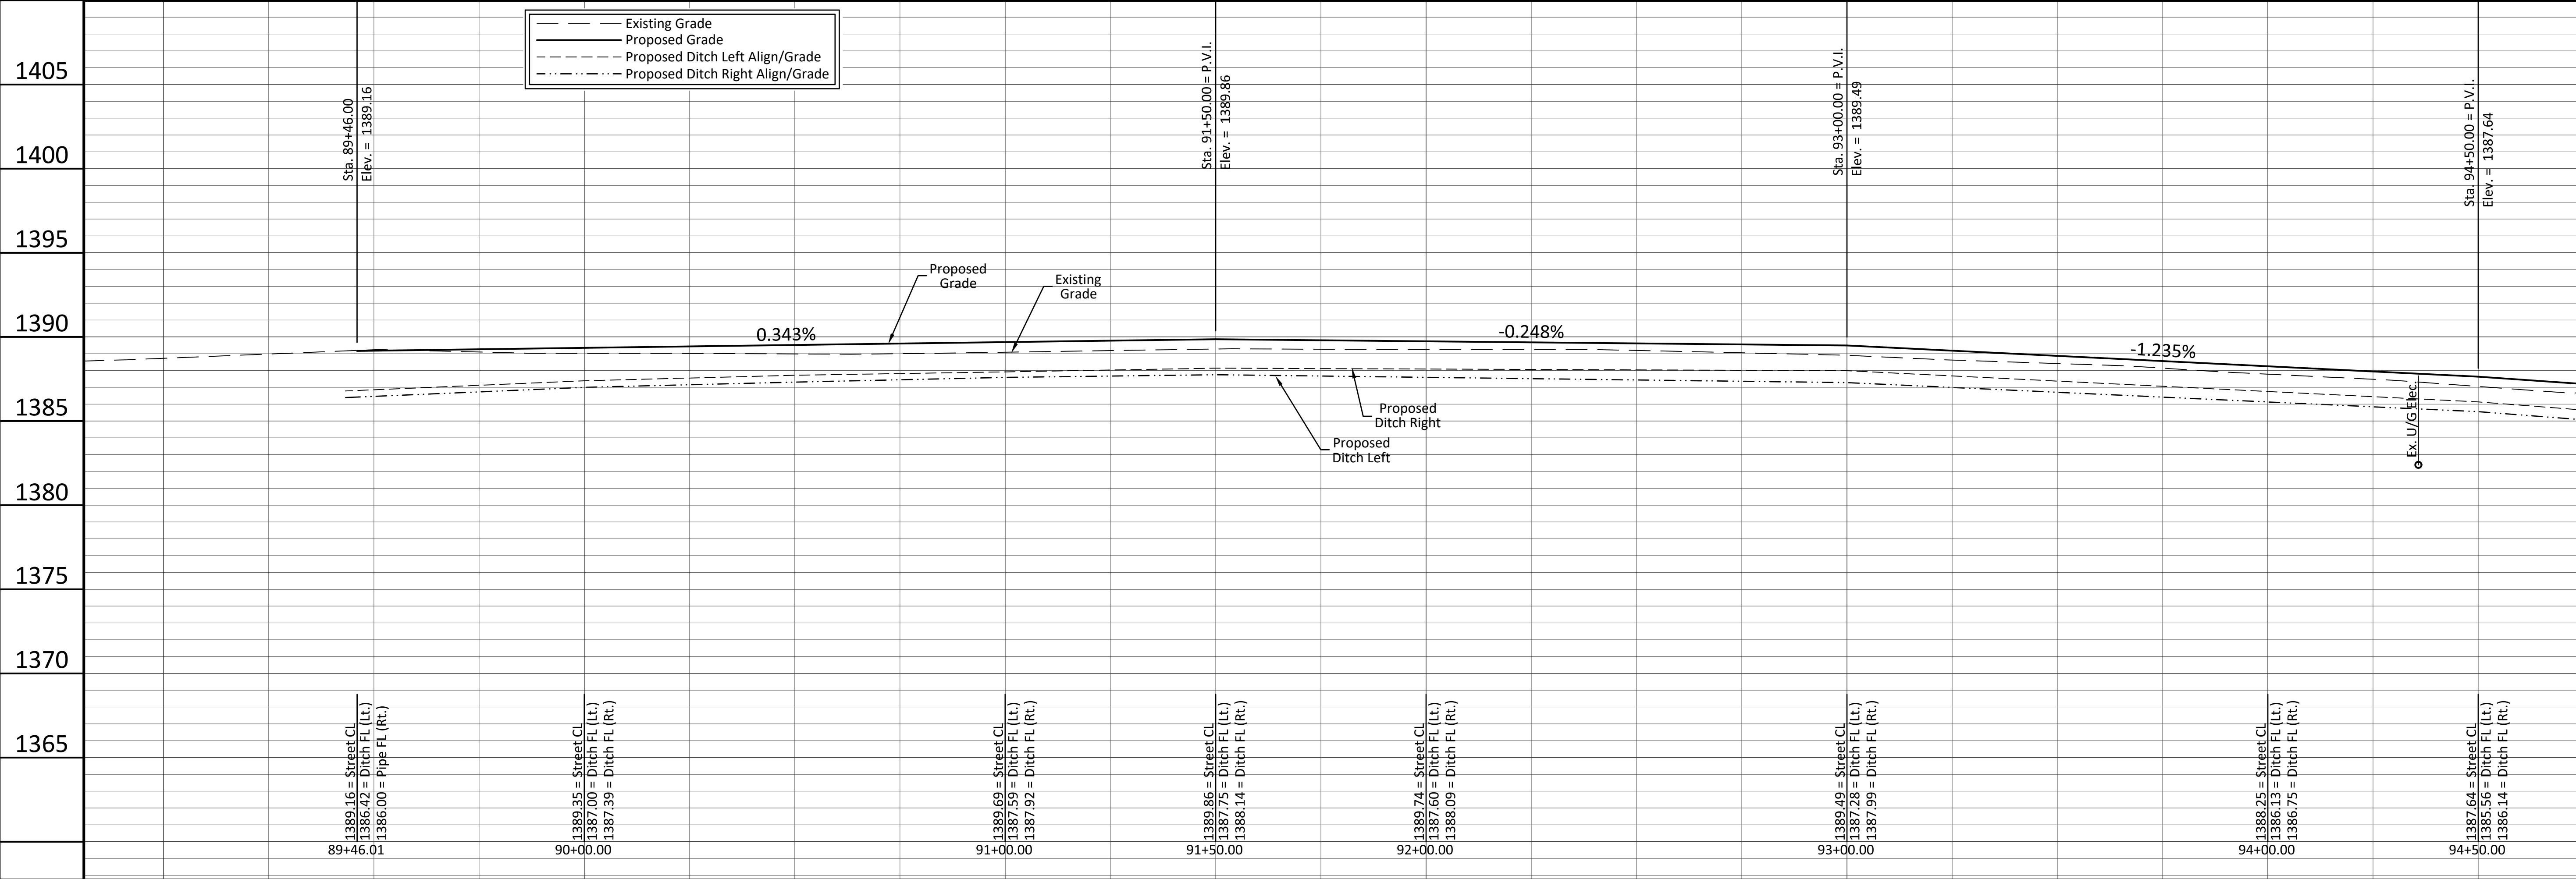 Existing Grade
Proposed Grade
Proposed Ditch Left Align/Grade
Proposed Ditch Right Align/Grade
1405
1400
1395
1390
1385
1380
1375
1370
1365
Sta. 89+46.00
Elev. = 1389.16
Sta. 91+50.00 = P.V.I.
Elev. = 1389.86
Sta. 93+00.00 = P.V.I.
Elev. = 1389.49
Sta. 94+50.00 = P.V.I.
Elev. = 1387.64
Proposed
Grade
Existing
Grade
0.343%
-0.248%
-1.235%
Proposed
Ditch Right
Proposed
Ditch Left
Ex. U/G Elec.
1389.16 = Street CL
1386.42 = Ditch FL (Lt.)
1386.00 = Pipe FL (Rt.)
1389.35 = Street CL
1387.00 = Ditch FL (Lt.)
1387.39 = Ditch FL (Rt.)
1389.69 = Street CL
1387.59 = Ditch FL (Lt.)
1387.92 = Ditch FL (Rt.)
1389.86 = Street CL
1387.75 = Ditch FL (Lt.)
1388.14 = Ditch FL (Rt.)
1389.74 = Street CL
1387.60 = Ditch FL (Lt.)
1388.09 = Ditch FL (Rt.)
1389.49 = Street CL
1387.28 = Ditch FL (Lt.)
1387.99 = Ditch FL (Rt.)
1388.25 = Street CL
1386.13 = Ditch FL (Lt.)
1386.75 = Ditch FL (Rt.)
1387.64 = Street CL
1385.56 = Ditch FL (Lt.)
1386.14 = Ditch FL (Rt.)
89+46.01
90+00.00
91+00.00
91+50.00
92+00.00
93+00.00
94+00.00
94+50.00